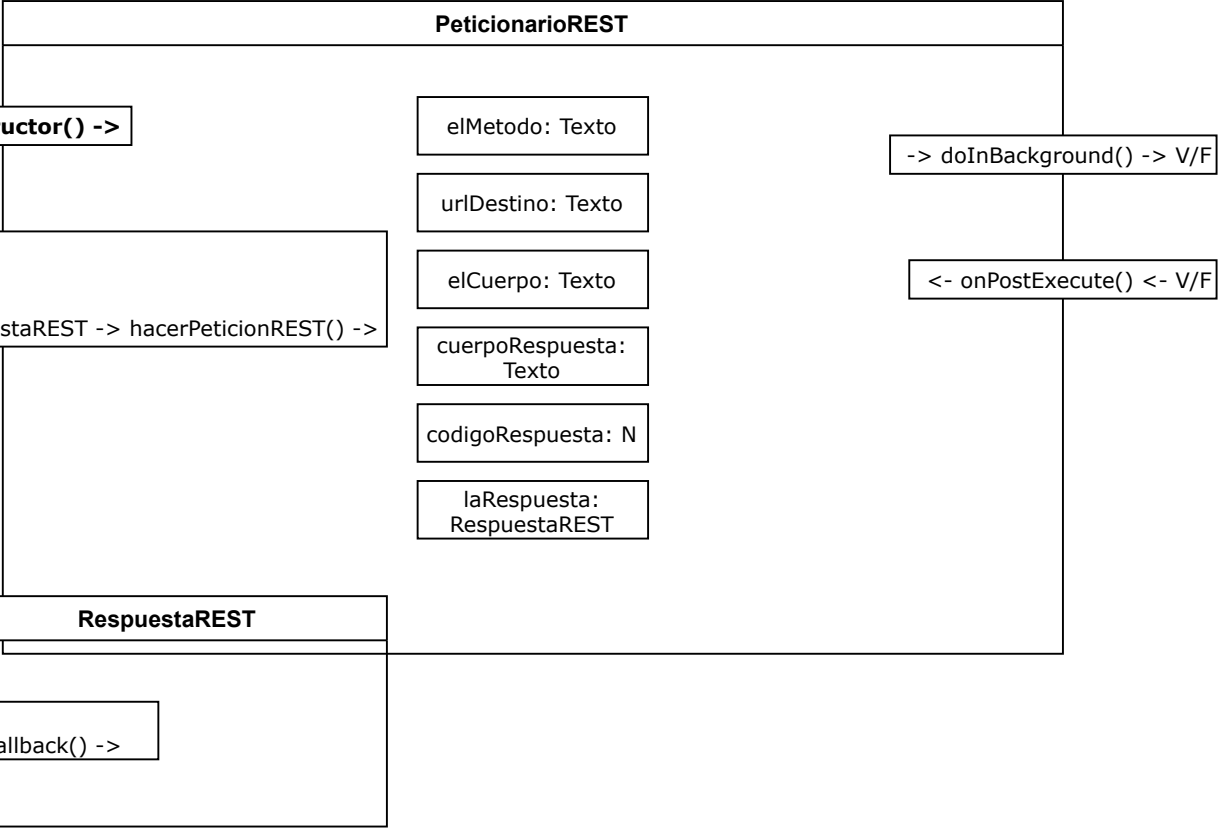 PeticionarioREST
uctor() ->
elMetodo: Texto
-> doInBackground() -> V/F
urlDestino: Texto
elCuerpo: Texto
<- onPostExecute() <- V/F
staREST -> hacerPeticionREST() ->
cuerpoRespuesta:
Texto
codigoRespuesta: N
laRespuesta:
RespuestaREST
RespuestaREST
allback() ->